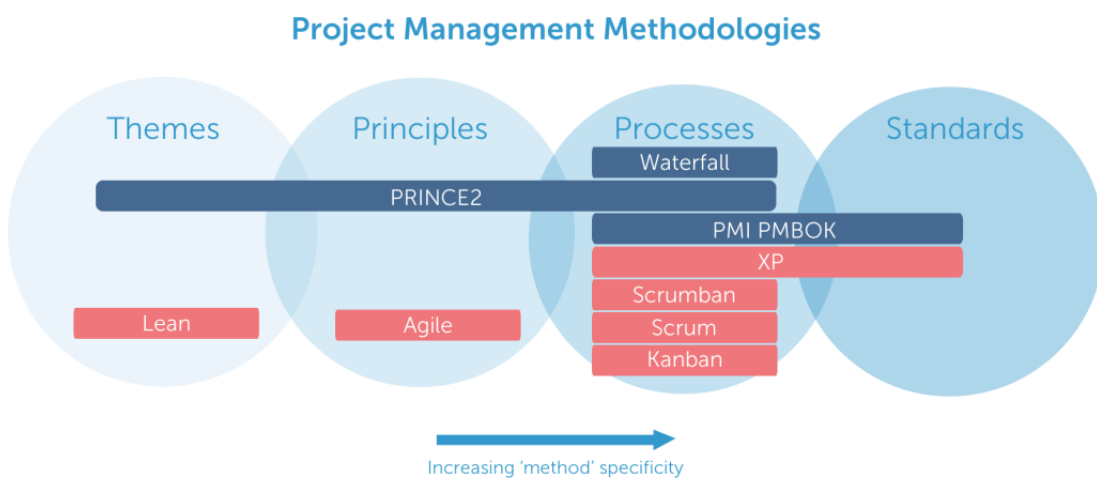 Project Management Methodologies
Themes
Principles
Processes
Standards
Waterfall
PRINCE2
PMI PMBOK
XP
Scrumban
Lean
Agile
Scrum
Kanban
Increasing ‘method’ specificity